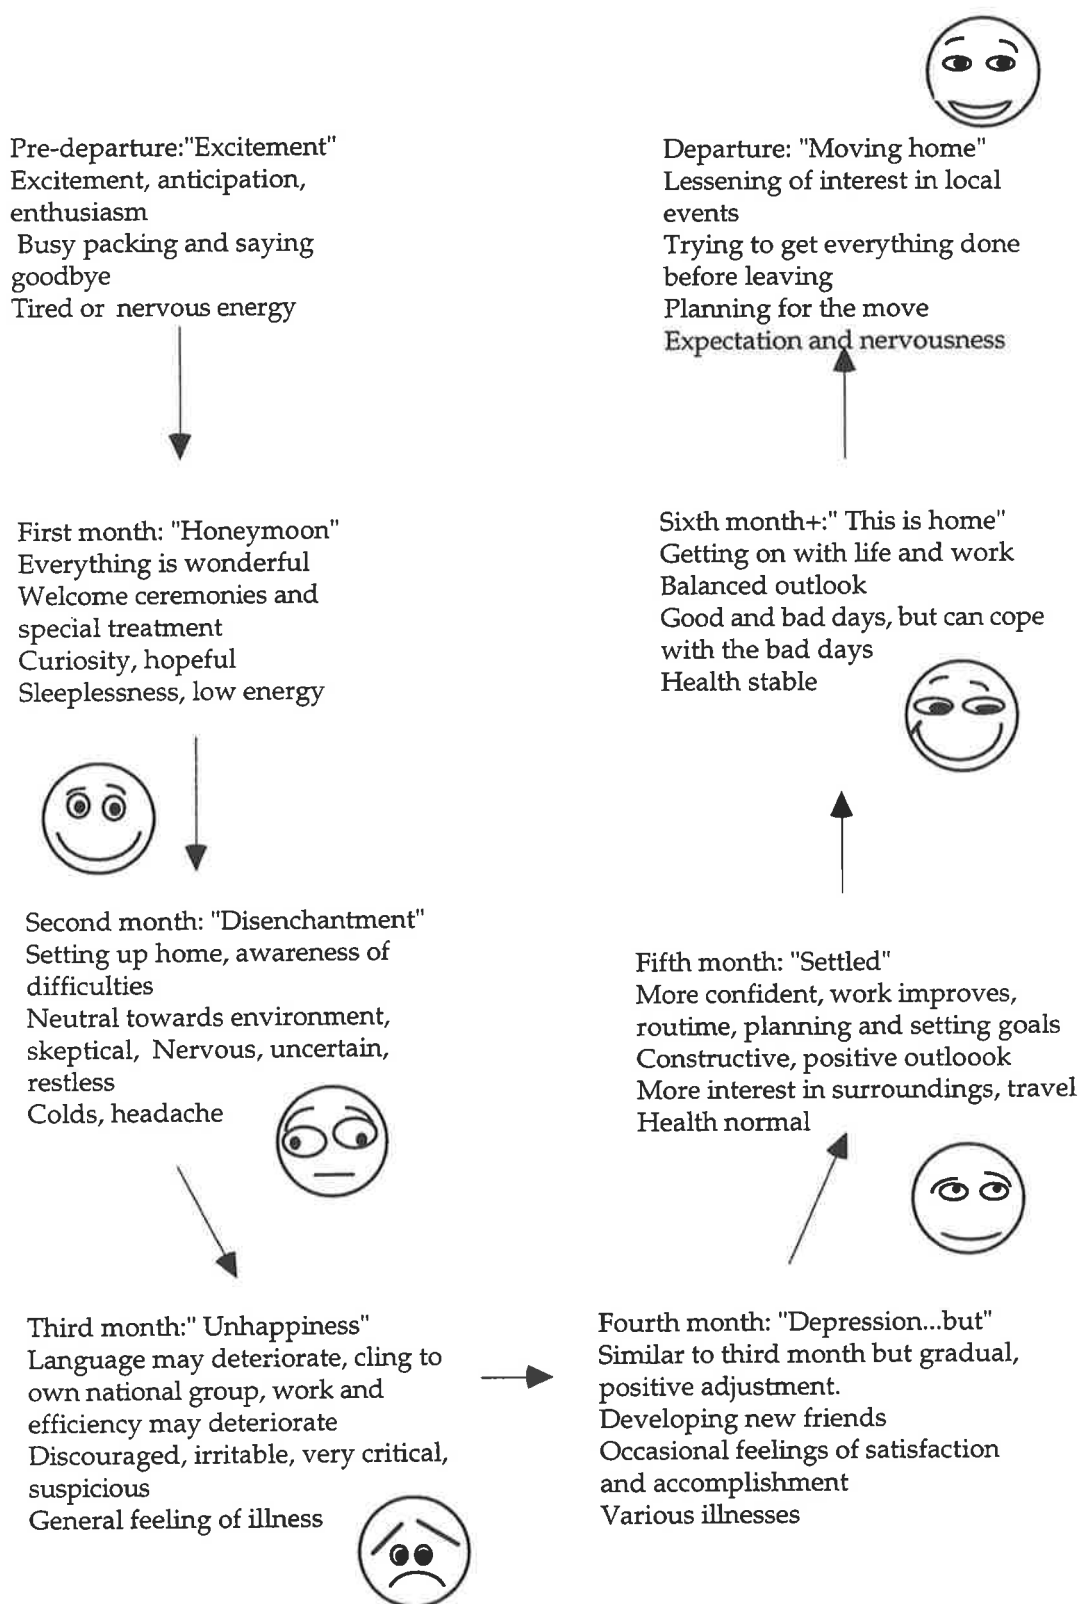 Pre-departure:"Excitement"
Excitement, anticipation,
enthusiasm
Busy packing and saying
goodbye
Tired or nervous energy
First month: "Honeymoon"
Everything is wonderful
Welcome ceremonies and
special treatment
Curiosity, hopeful
Sleeplessness, low energy
Second month: "Disenchantment"
Setting up home, awareness of
difficulties
Neutral towards environment,
skeptical, Nervous, uncertain,
restless
Colds, headache
Third month:" Unhappiness"
Language may deteriorate, cling to
own national group, work and
efficiency may deteriorate
Discouraged, irritable, very critical,
suspicious
General feeling of illness
Fourth month: "Depression...but"
Similar to third month but gradual,
positive adjustment.
Developing new friends
Occasional feelings of satisfaction
and accomplishment
Various illnesses
Fifth month: "Settled"
More confident, work improves,
routine, planning and setting goals
Constructive, positive outloook
More interest in surroundings, travel
Health normal
Sixth month+:" This is home"
Getting on with life and work
Balanced outlook
Good and bad days, but can cope
with the bad days
Health stable
Departure: "Moving home"
Lessening of interest in local
events
Trying to get everything done
before leaving
Planning for the move
Expectation and nervousness